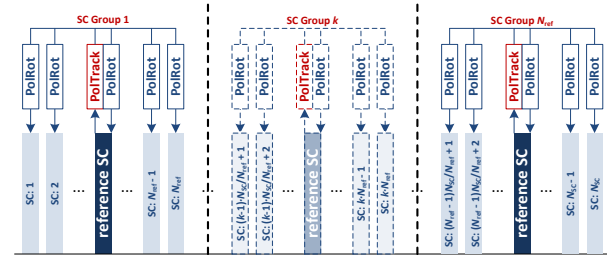 SC Group 1
SC Group k
SC Group N_ref
PolRot
PolRot
PolTrack
PolRot
PolRot
PolRot
PolRot
PolRot
PolTrack
PolRot
PolRot
PolRot
PolRot
PolRot
PolTrack
PolRot
PolRot
PolRot
SC: 1
SC: 2
...
reference SC
...
SC: N_ref - 1
SC: N_ref
...
SC: (k-1)·N_SC/N_ref + 1
SC: (k-1)·N_SC/N_ref + 2
...
reference SC
...
SC: k·N_ref - 1
SC: k·N_ref
...
SC: (N_ref - 1)N_SC/N_ref + 1
SC: (N_ref - 1)N_SC/N_ref + 2
...
reference SC
...
SC: N_SC - 1
SC: N_SC